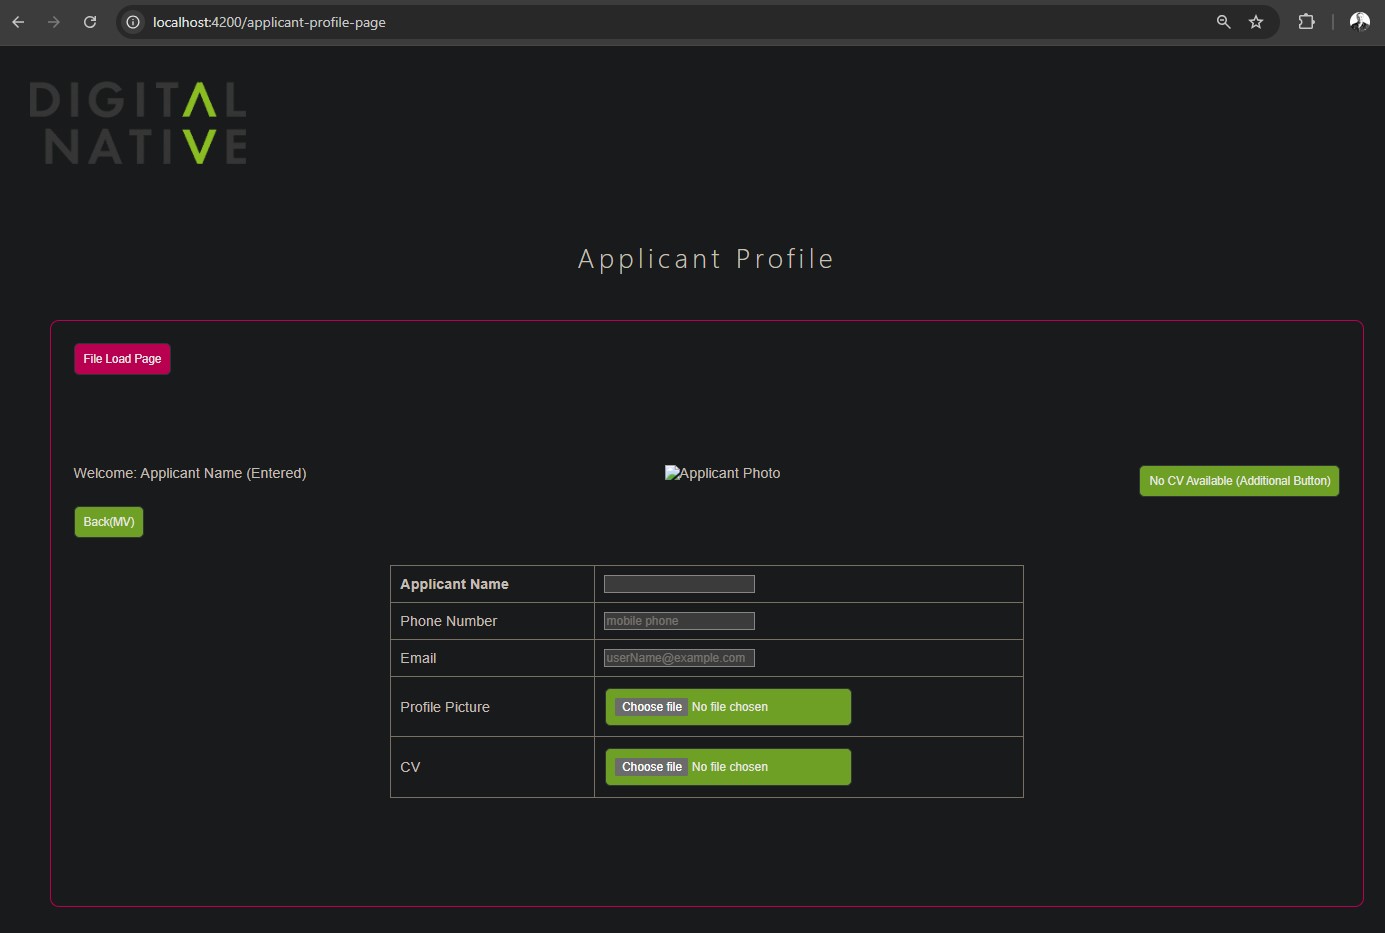 localhost:4200/applicant-profile-page
DIGITAL
NATIVE
Applicant Profile
File Load Page
Welcome: Applicant Name (Entered)
Applicant Photo
No CV Available (Additional Button)
Back(MV)
Applicant Name
Phone Number
mobile phone
Email
userName@example.com
Profile Picture
Choose file No file chosen
CV
Choose file No file chosen